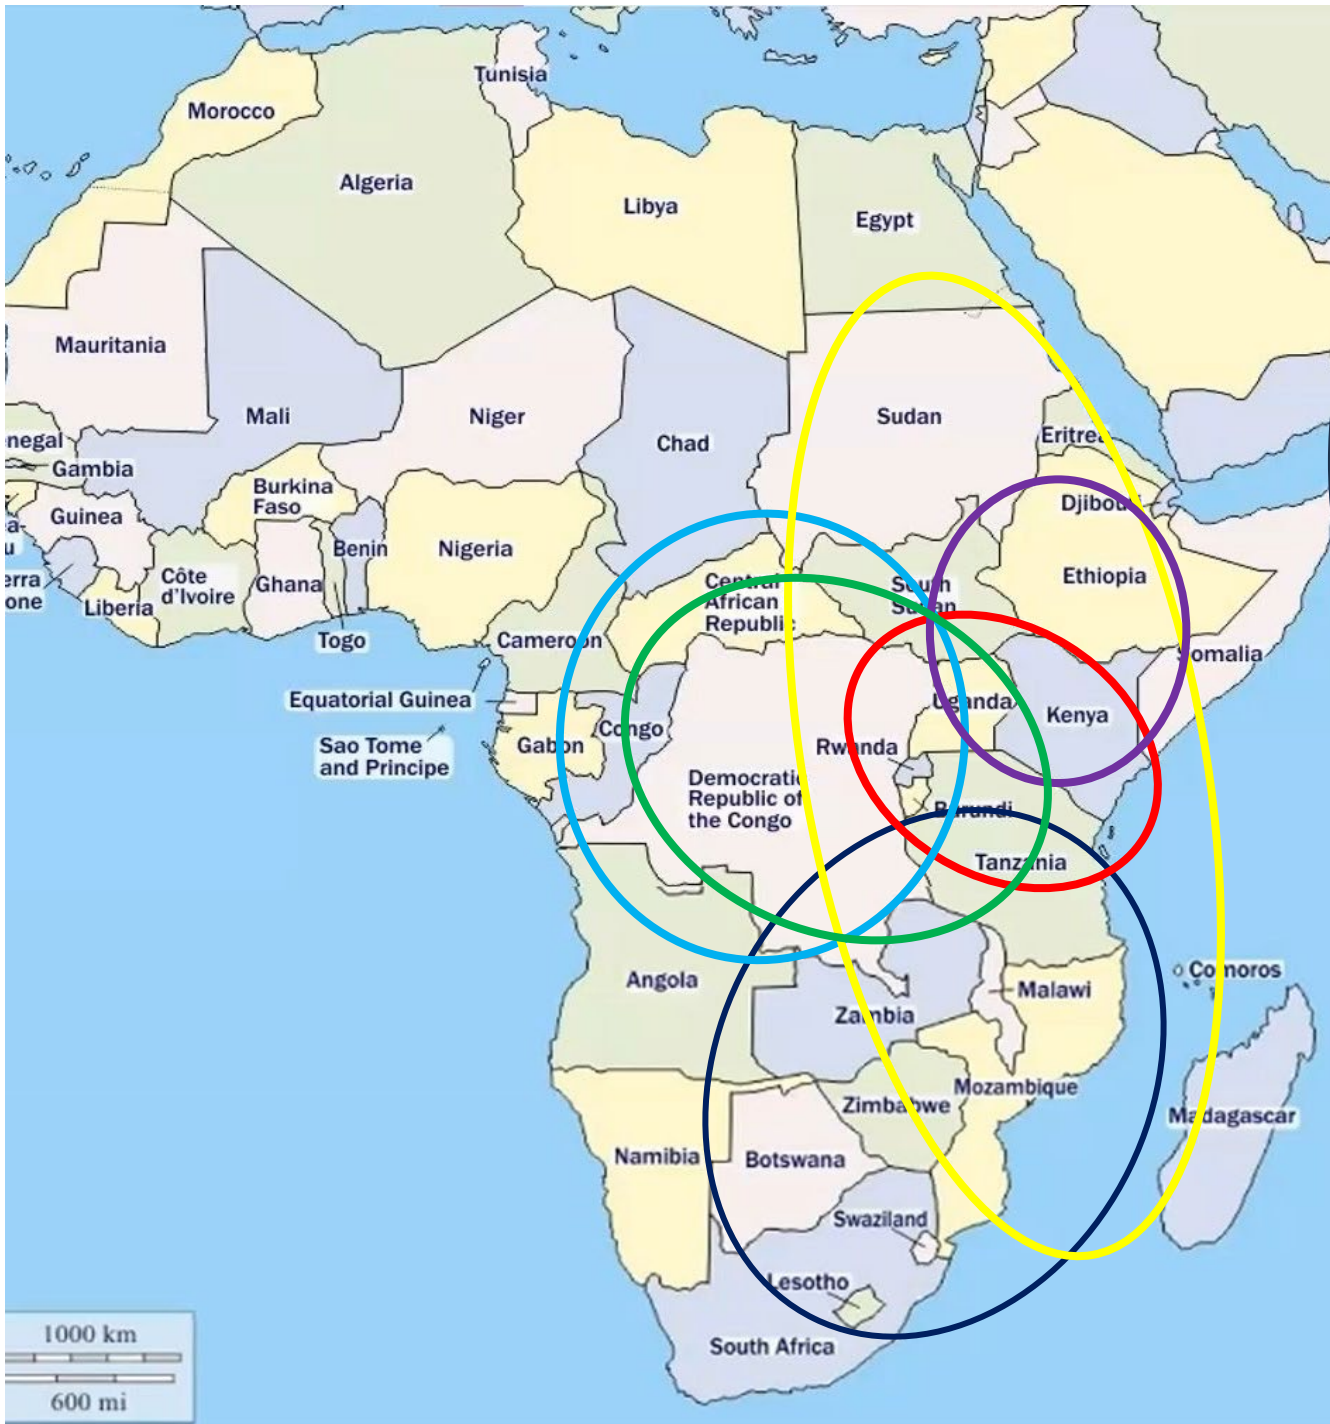 Tunisia
Morocco
Algeria
Libya
Egypt
Mauritania
Mali
Niger
Chad
Sudan
Eritrea
enegal
Gambia
Burkina
Faso
Djibouti
Guinea
a-
u
Benin
Nigeria
erra
one
Côte
d'Ivoire
Ghana
Liberia
Togo
Cameroon
Central
African
Republic
South
Sudan
Ethiopia
Somalia
Equatorial Guinea
Sao Tome
and Principe
Gabon
Congo
Uganda
Kenya
Rwanda
Democratic
Republic of
the Congo
Burundi
Tanzania
Angola
Zambia
Malawi
Comoros
Zimbabwe
Mozambique
Madagascar
Namibia
Botswana
Swaziland
Lesotho
South Africa
1000 km
600 mi